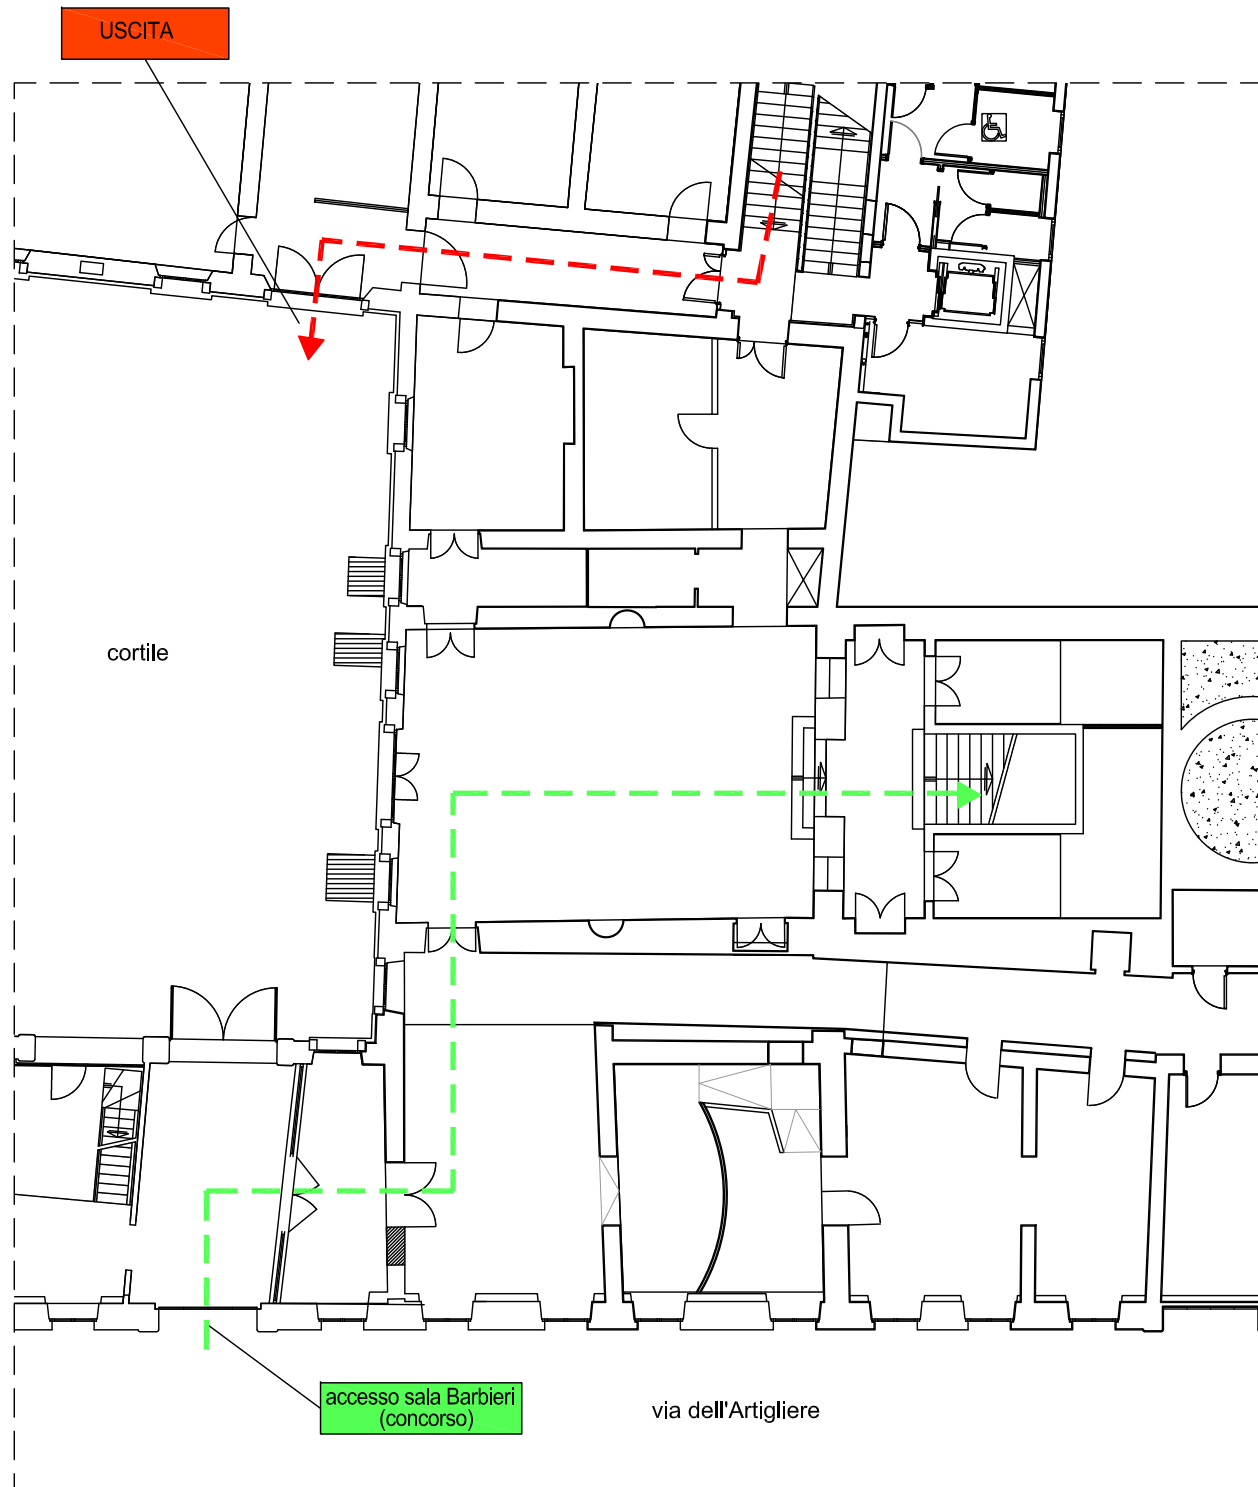 USCITA
cortile
accesso sala Barbieri
(concorso)
via dell'Artigliere